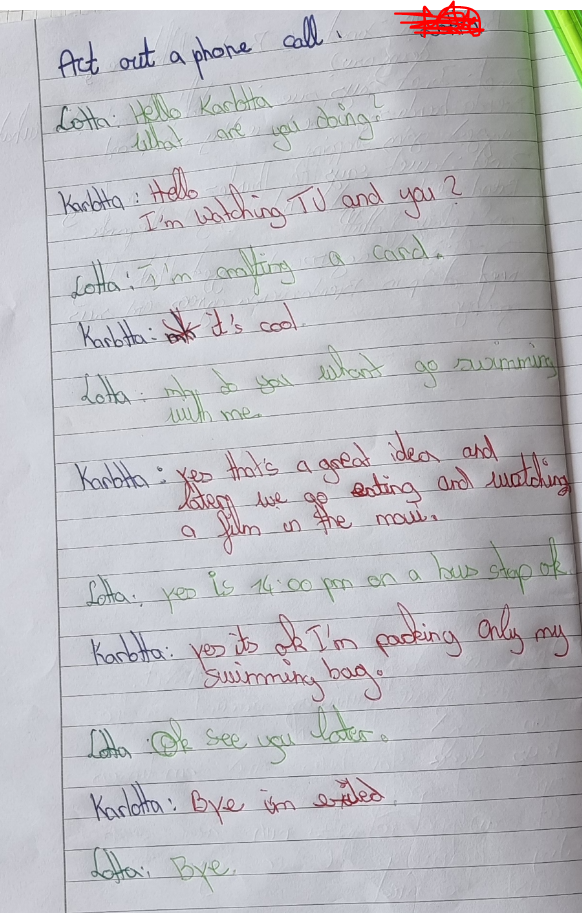 Act out a phone call.
Lotta: Hello Karlotta
What are you doing?
Karlotta: Hello
I'm watching TV and you?
Lotta: I'm crafting a card.
Karlotta: it's cool.
Lotta: do you whant go swimming
with me.
Karlotta: yes that's a great idea and
later we go eating and watching
a film in the maul.
Lotta: yes is 14:00 pm on a bus stop ok
Karlotta: yes its ok I'm packing only my
swimming bag.
Lotta Ok see you later.
Karlotta: Bye im exited.
Lotta: Bye.